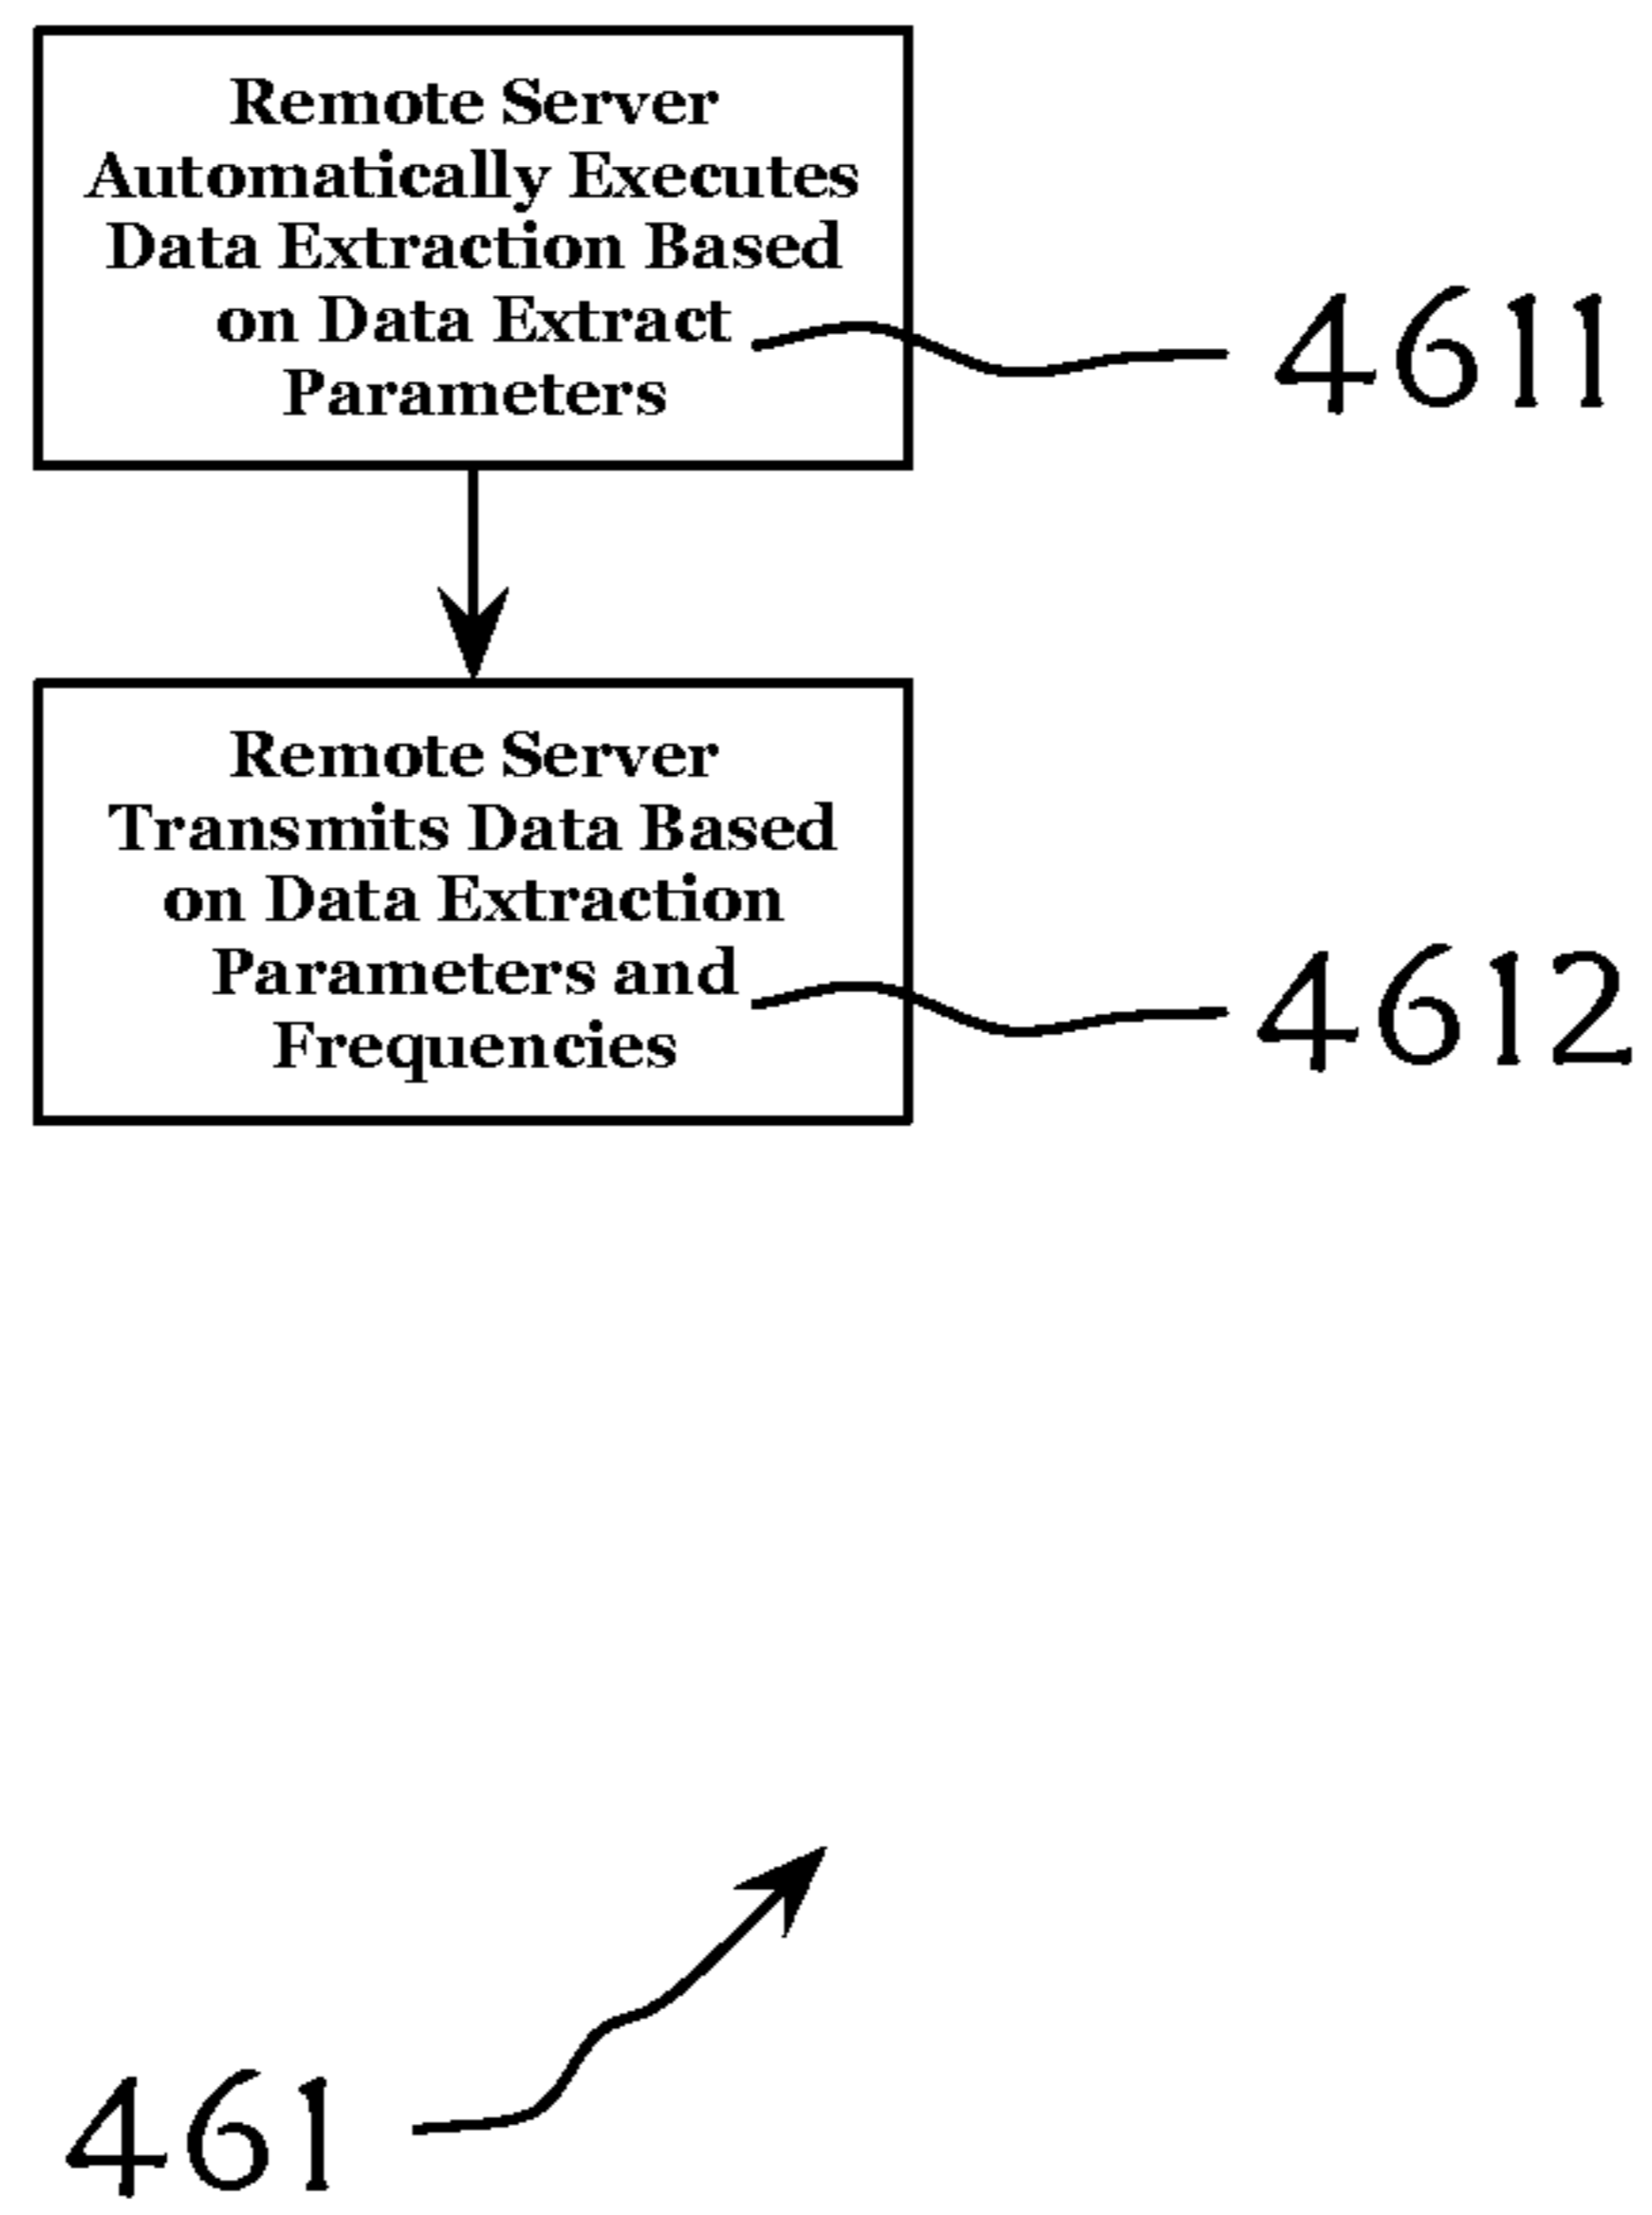 Remote Server
Automatically Executes
Data Extraction Based
on Data Extract
Parameters
4611
Remote Server
Transmits Data Based
on Data Extraction
Parameters and
Frequencies
4612
461